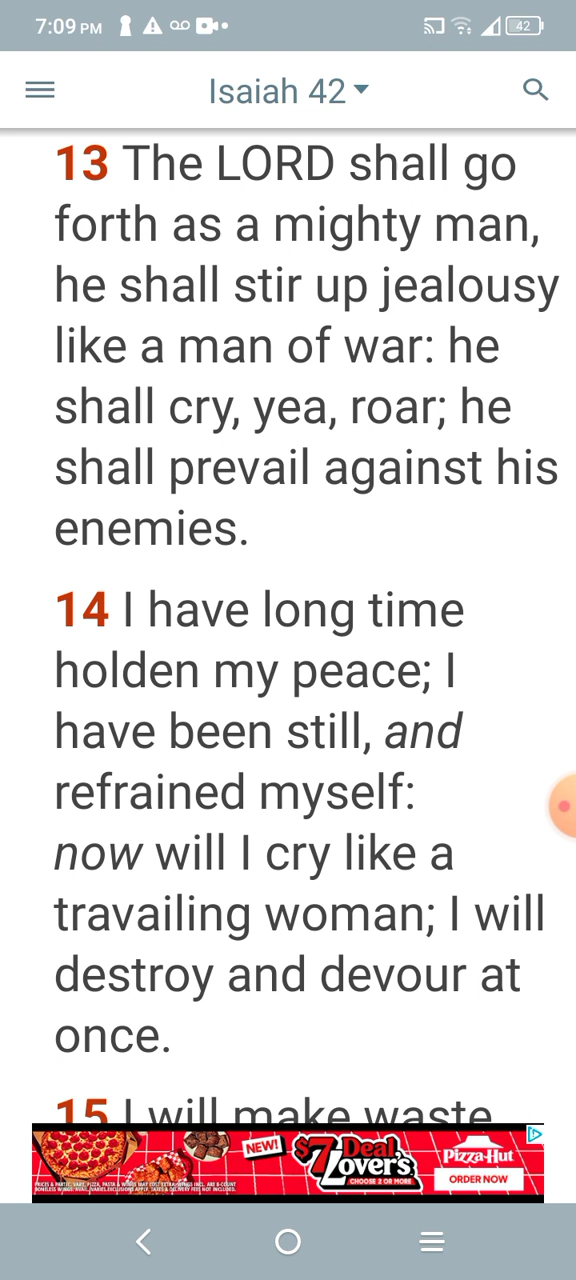 7:09 PM
42
Isaiah 42
13 The LORD shall go
forth as a mighty man,
he shall stir up jealousy
like a man of war: he
shall cry, yea, roar; he
shall prevail against his
enemies.
14 I have long time
holden my peace; I
have been still, and
refrained myself:
now will I cry like a
travailing woman; I will
destroy and devour at
once.
15 I will make waste
NEW!
$7 Deal
Lover's
CHOOSE 2 OR MORE
Pizza Hut
ORDER NOW